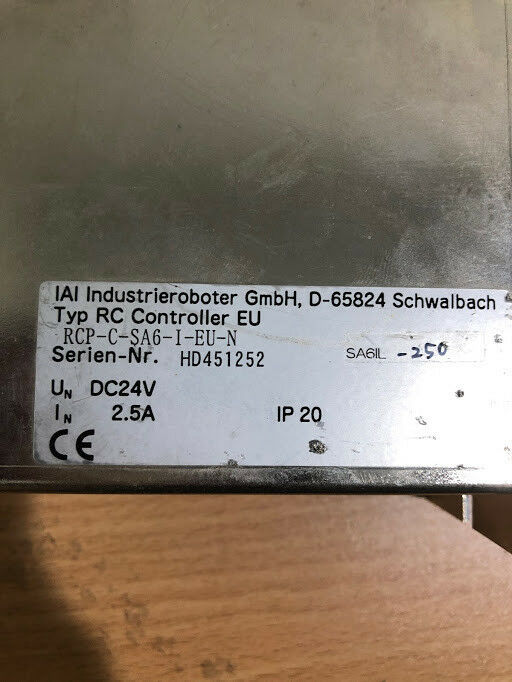 IAI Industrieroboter GmbH, D-65824 Schwalbach
Typ RC Controller EU
RCP-C-SA6-I-EU-N
Serien-Nr. HD451252 SA6IL -250
UN DC24V
IN 2.5A IP 20
CE